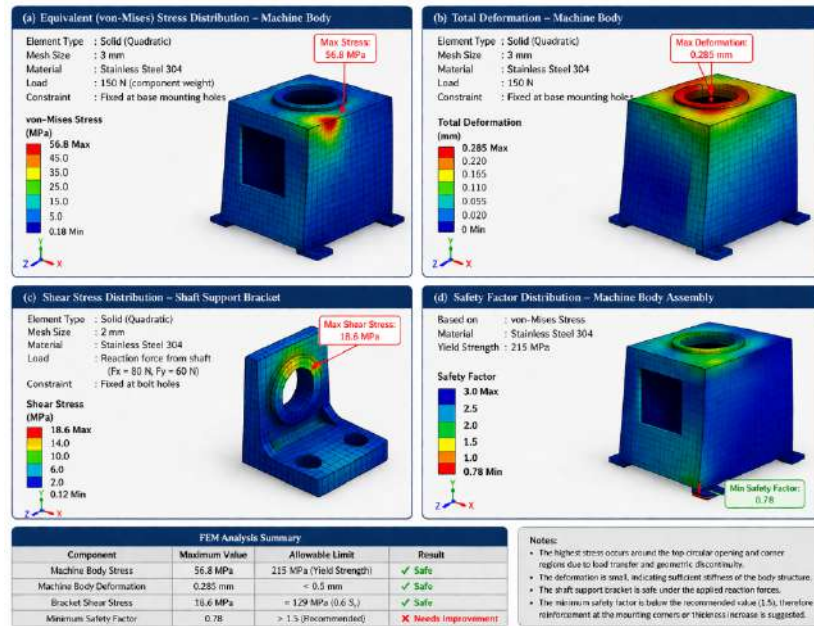 (a) Equivalent (von-Mises) Stress Distribution – Machine Body
Element Type : Solid (Quadratic)
Mesh Size : 3 mm
Material : Stainless Steel 304
Load : 150 N (component weight)
Constraint : Fixed at base mounting holes
von-Mises Stress
(MPa)
56.8 Max
45.0
35.0
25.0
15.0
5.0
0.18 Min
Max Stress:
56.8 MPa
Y
Z X
(b) Total Deformation – Machine Body
Element Type : Solid (Quadratic)
Mesh Size : 3 mm
Material : Stainless Steel 304
Load : 150 N
Constraint : Fixed at base mounting holes
Total Deformation
(mm)
0.285 Max
0.220
0.165
0.110
0.055
0.020
0 Min
Max Deformation:
0.285 mm
Y
Z X
(c) Shear Stress Distribution – Shaft Support Bracket
Element Type : Solid (Quadratic)
Mesh Size : 2 mm
Material : Stainless Steel 304
Load : Reaction force from shaft
(Fx = 80 N, Fy = 60 N)
Constraint : Fixed at bolt holes
Shear Stress
(MPa)
18.6 Max
14.0
10.0
6.0
2.0
0.12 Min
Max Shear Stress:
18.6 MPa
Y
Z X
(d) Safety Factor Distribution – Machine Body Assembly
Based on : von-Mises Stress
Material : Stainless Steel 304
Yield Strength : 215 MPa
Safety Factor
3.0 Max
2.5
2.0
1.5
1.0
0.78 Min
Min Safety Factor:
0.78
Y
Z X
FEM Analysis Summary
Component Maximum Value Allowable Limit Result
Machine Body Stress 56.8 MPa 215 MPa (Yield Strength) ✓ Safe
Machine Body Deformation 0.285 mm < 0.5 mm ✓ Safe
Bracket Shear Stress 18.6 MPa ≈ 129 MPa (0.6 Sᵧ) ✓ Safe
Minimum Safety Factor 0.78 > 1.5 (Recommended) ✗ Needs Improvement
Notes:
• The highest stress occurs around the top circular opening and corner
regions due to load transfer and geometric discontinuity.
• The deformation is small, indicating sufficient stiffness of the body structure.
• The shaft support bracket is safe under the applied reaction forces.
• The minimum safety factor is below the recommended value (1.5), therefore
reinforcement at the mounting corners or thickness increase is suggested.